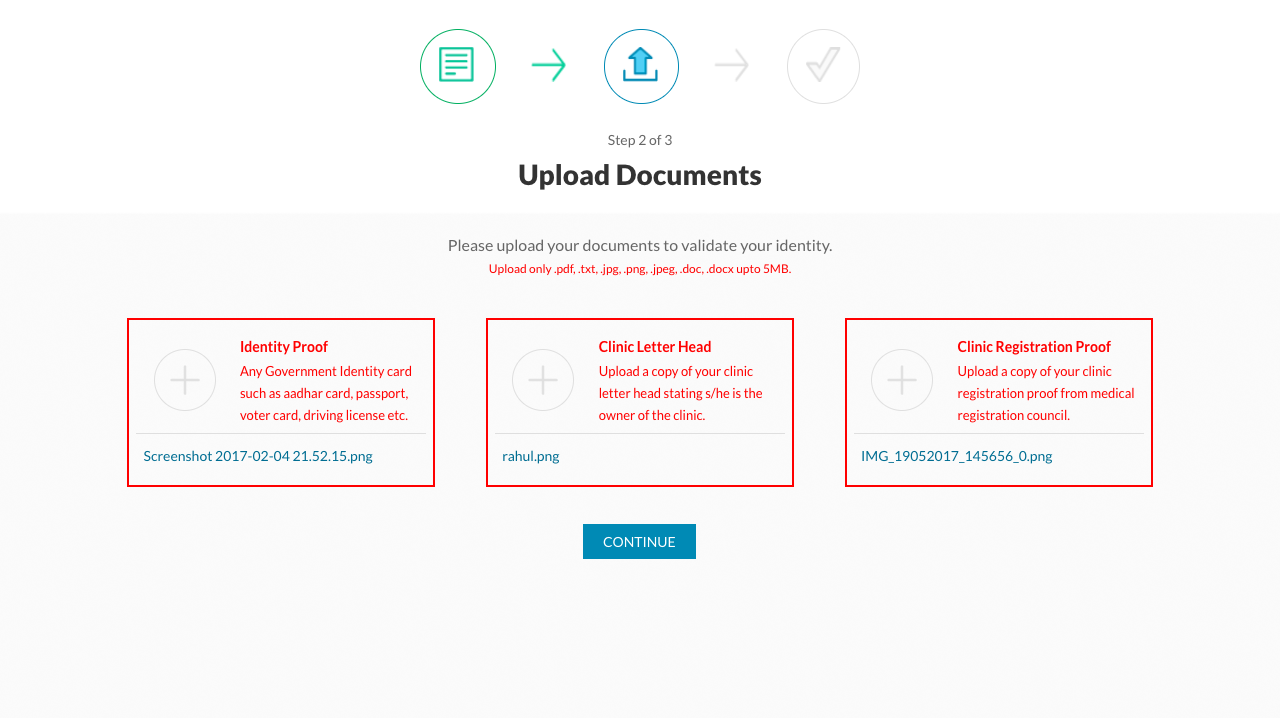 Step 2 of 3
Upload Documents
Please upload your documents to validate your identity.
Upload only .pdf, .txt, .jpg, .png, .jpeg, .doc, .docx upto 5MB.
Identity Proof
Any Government Identity card
such as aadhar card, passport,
voter card, driving license etc.
Screenshot 2017-02-04 21.52.15.png
Clinic Letter Head
Upload a copy of your clinic
letter head stating s/he is the
owner of the clinic.
rahul.png
Clinic Registration Proof
Upload a copy of your clinic
registration proof from medical
registration council.
IMG_19052017_145656_0.png
CONTINUE